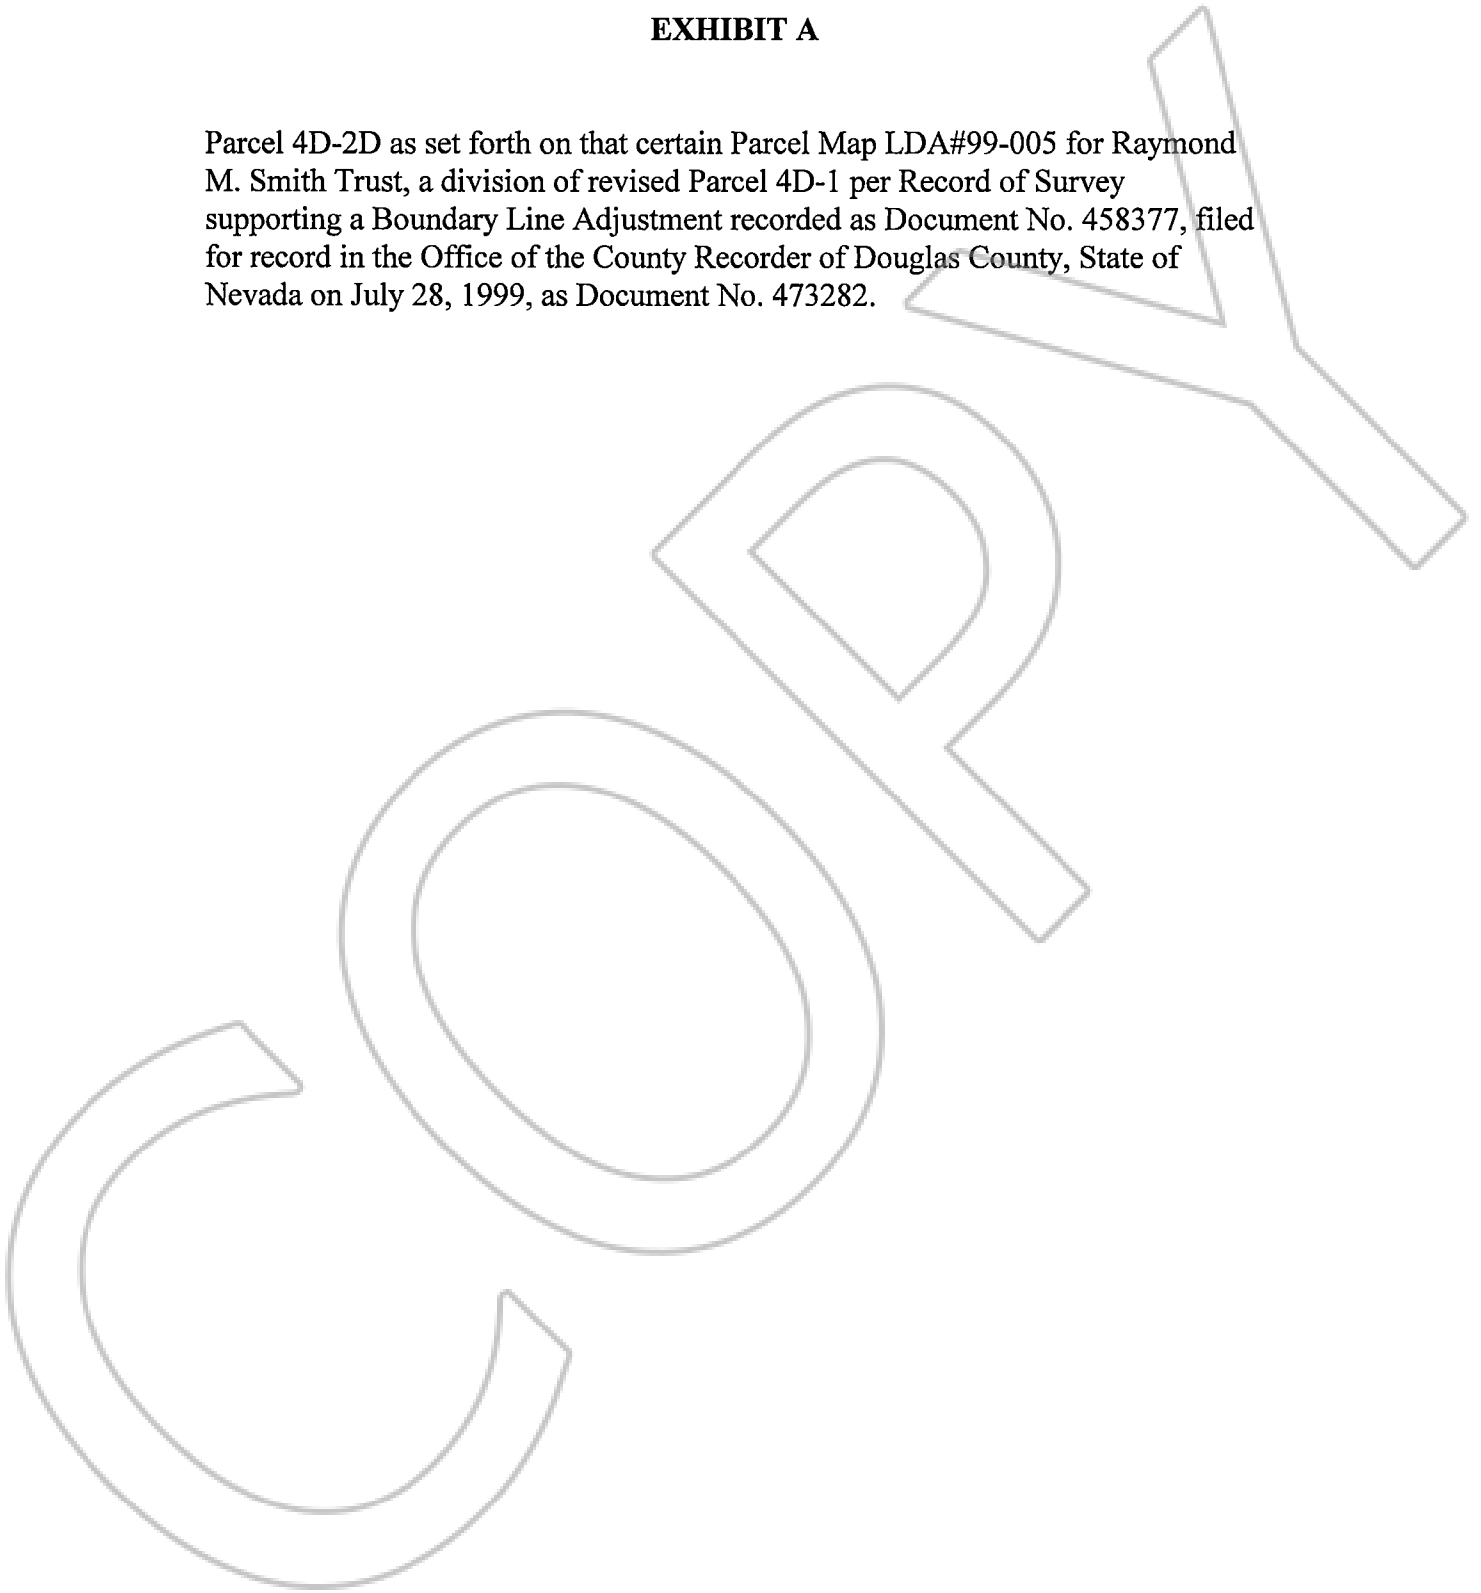 EXHIBIT A
Parcel 4D-2D as set forth on that certain Parcel Map LDA#99-005 for Raymond
M. Smith Trust, a division of revised Parcel 4D-1 per Record of Survey
supporting a Boundary Line Adjustment recorded as Document No. 458377, filed
for record in the Office of the County Recorder of Douglas County, State of
Nevada on July 28, 1999, as Document No. 473282.
COPY